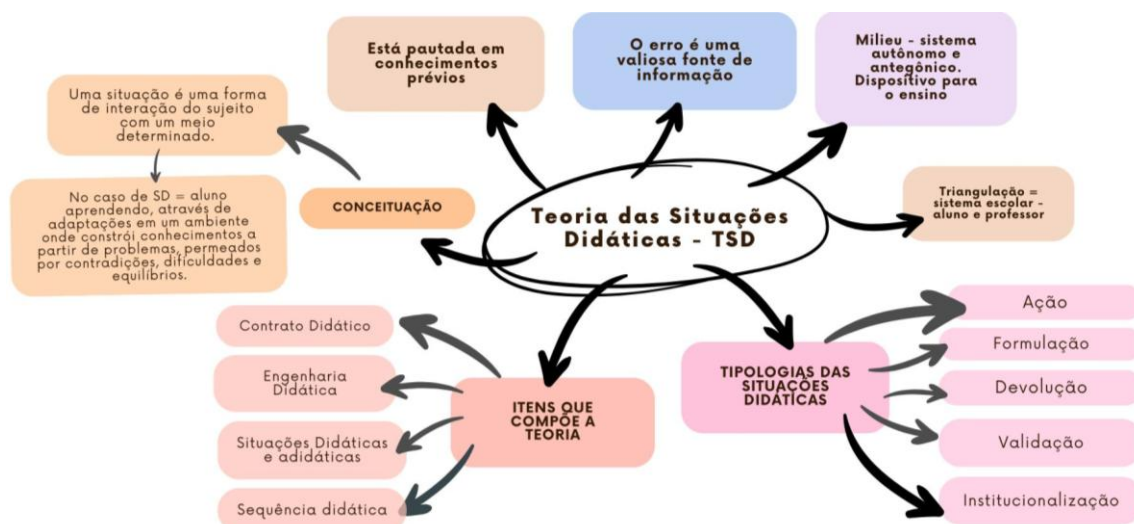 Está pautada em
conhecimentos
prévios
O erro é uma
valiosa fonte de
informação
Milieu - sistema
autônomo e
antegônico.
Dispositivo para
o ensino
Uma situação é uma forma
de interação do sujeito
com um meio
determinado.
No caso de SD = aluno
aprendendo, através de
adaptações em um ambiente
onde constrói conhecimentos a
partir de problemas, permeados
por contradições, dificuldades e
equilíbrios.
CONCEITUAÇÃO
Teoria das Situações
Didáticas - TSD
Triangulação =
sistema escolar -
aluno e professor
Contrato Didático
Engenharia
Didática
Situações Didáticas
e adidáticas
Sequência didática
ITENS QUE
COMPÕE A
TEORIA
TIPOLOGIAS DAS
SITUAÇÕES
DIDÁTICAS
Ação
Formulação
Devolução
Validação
Institucionalização